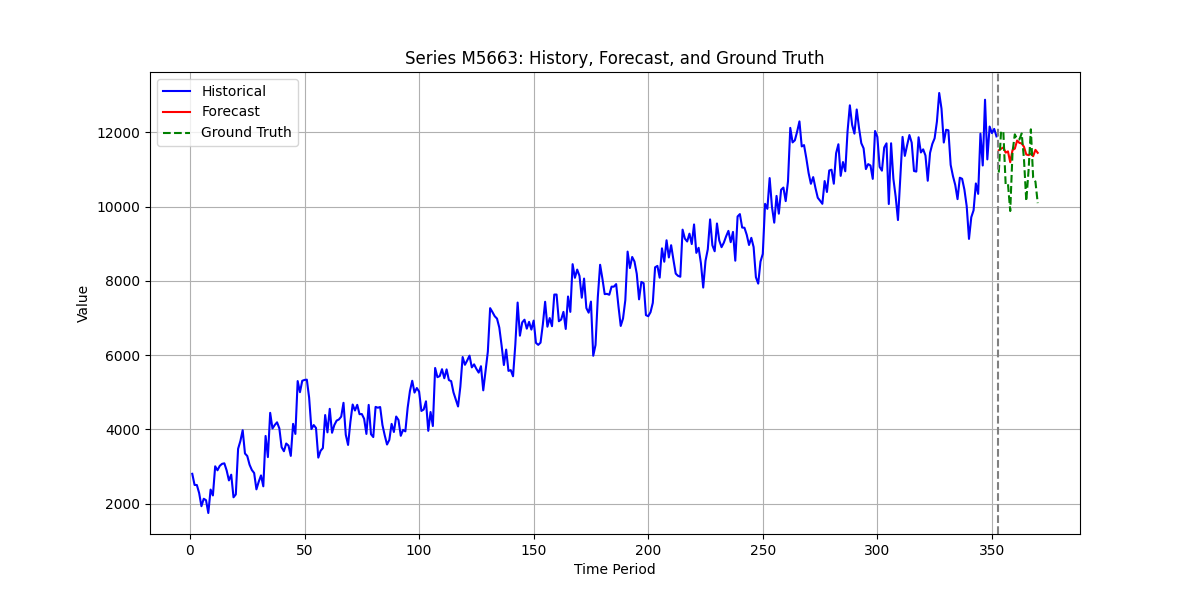 Series M5663: History, Forecast, and Ground Truth
Historical
Forecast
Ground Truth
Value
12000
10000
8000
6000
4000
2000
0 50 100 150 200 250 300 350
Time Period